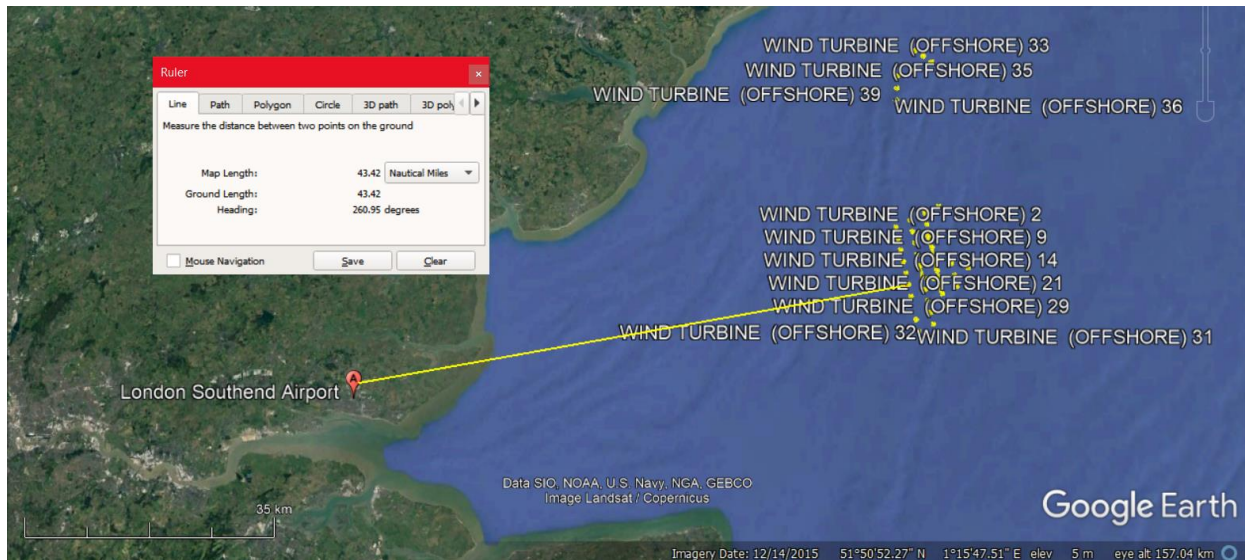 Ruler
Line Path Polygon Circle 3D path 3D poly
Measure the distance between two points on the ground
Map Length: 43.42 Nautical Miles
Ground Length: 43.42
Heading: 260.95 degrees
Mouse Navigation Save Clear
WIND TURBINE (OFFSHORE) 33
WIND TURBINE (OFFSHORE) 35
WIND TURBINE (OFFSHORE) 39
WIND TURBINE (OFFSHORE) 36
WIND TURBINE (OFFSHORE) 2
WIND TURBINE (OFFSHORE) 9
WIND TURBINE (OFFSHORE) 14
WIND TURBINE (OFFSHORE) 21
WIND TURBINE (OFFSHORE) 29
WIND TURBINE (OFFSHORE) 32
WIND TURBINE (OFFSHORE) 31
A
London Southend Airport
Data SIO, NOAA, U.S. Navy, NGA, GEBCO
Image Landsat / Copernicus
35 km
Google Earth
Imagery Date: 12/14/2015 51°50'52.27" N 1°15'47.51" E elev 5 m eye alt 157.04 km